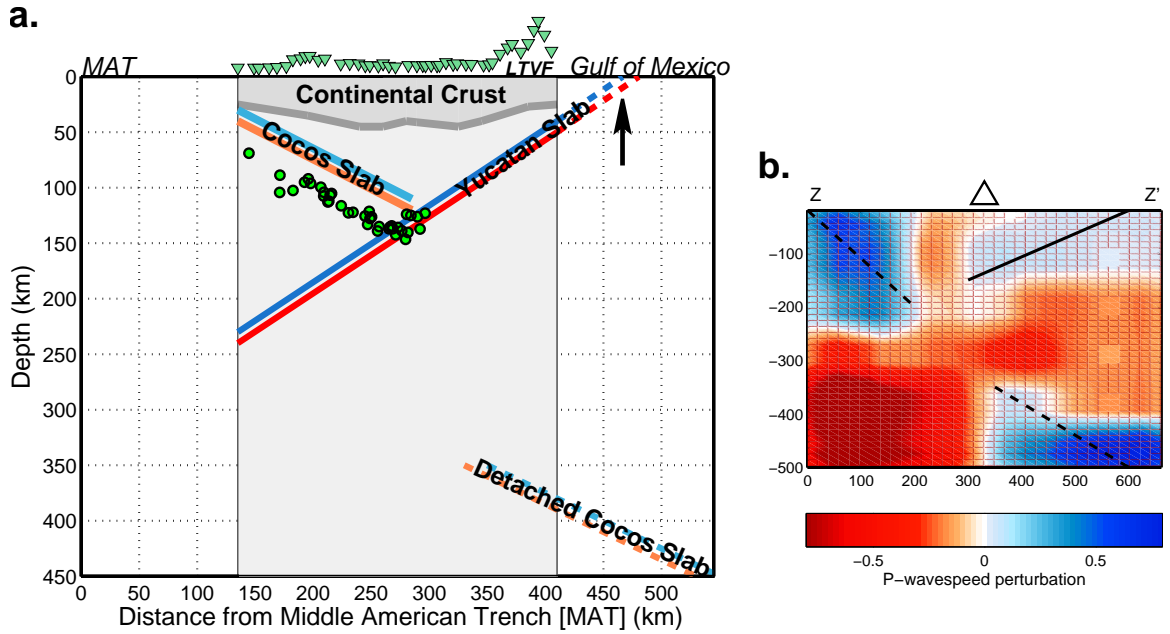 a.
MAT
LTVF
Gulf of Mexico
Continental Crust
Cocos Slab
Yucatan Slab
Detached Cocos Slab
0
50
100
150
200
250
300
350
400
450
Depth (km)
0 50 100 150 200 250 300 350 400 450 500
Distance from Middle American Trench [MAT] (km)
b.
Z Z'
−100
−200
−300
−400
−500
0 100 200 300 400 500 600
−0.5 0 0.5
P−wavespeed perturbation